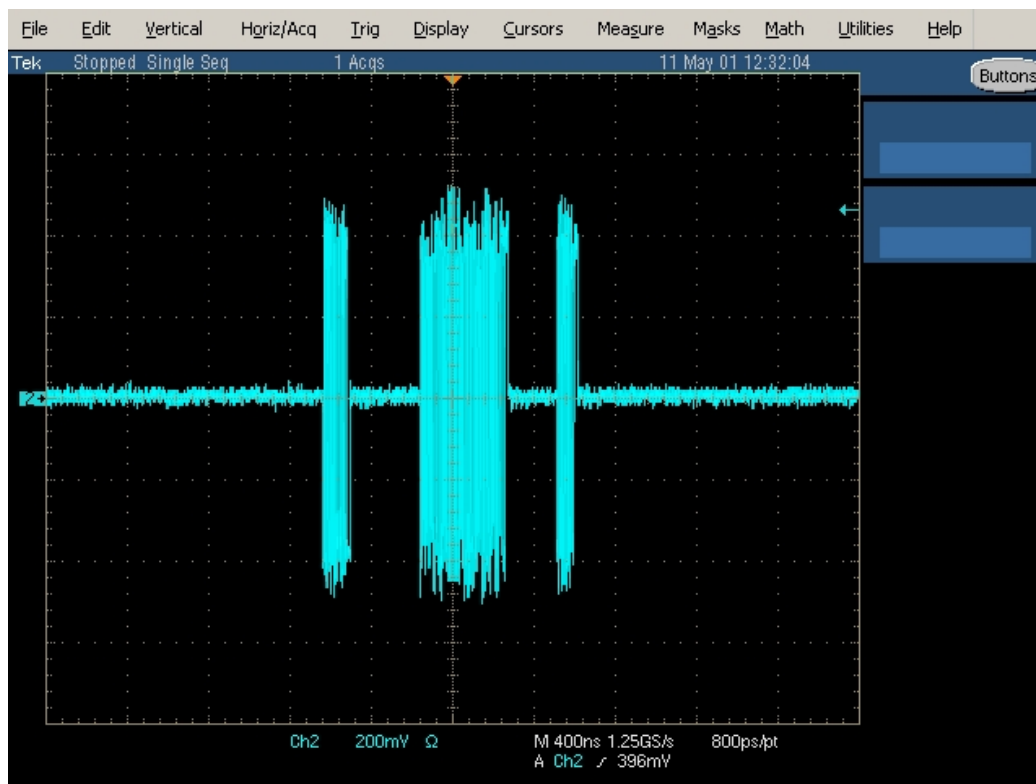 File Edit Vertical Horiz/Acq Trig Display Cursors Measure Masks Math Utilities Help
Tek Stopped Single Seq 1 Acqs 11 May 01 12:32:04
Buttons
2
Ch2 200mV Ω M 400ns 1.25GS/s 800ps/pt
A Ch2 ∕ 396mV